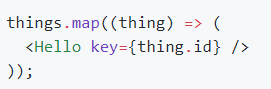 things.map((thing) => (
  <Hello key={thing.id} />
));